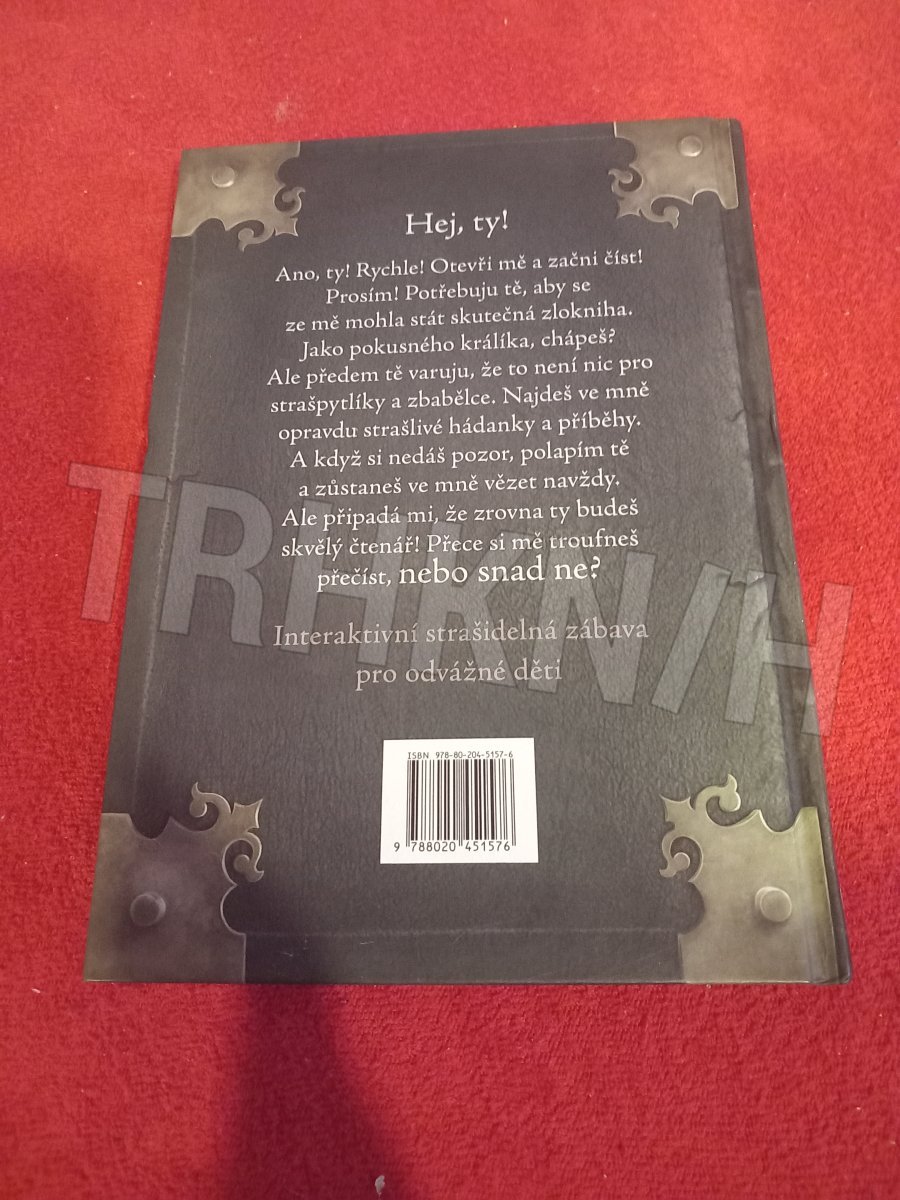 Hej, ty!
Ano, ty! Rychle! Otevři mě a začni číst!
Prosím! Potřebuju tě, aby se
ze mě mohla stát skutečná zlokniha.
Jako pokusného králíka, chápeš?
Ale předem tě varuju, že to není nic pro
strašpytlíky a zbabělce. Najdeš ve mně
opravdu strašlivé hádanky a příběhy.
A když si nedáš pozor, polapím tě
a zůstaneš ve mně vězet navždy.
Ale připadá mi, že zrovna ty budeš
skvělý čtenář! Přece si mě troufneš
přečíst, nebo snad ne?
Interaktivní strašidelná zábava
pro odvážné děti
ISBN 978-80-204-5157-6
9 788020 451576